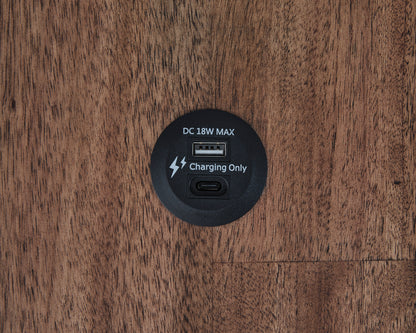 DC 18W MAX
Charging Only